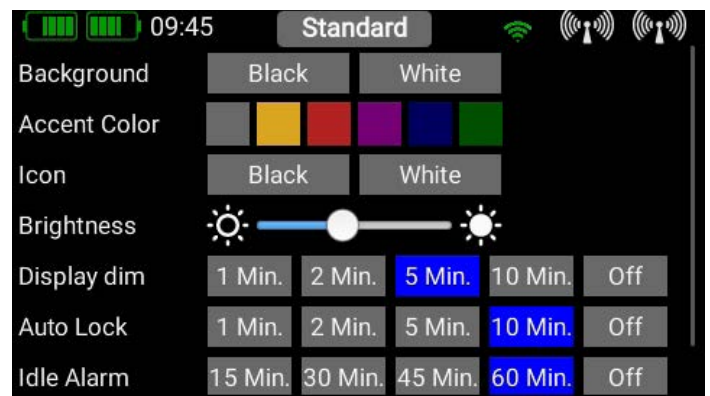 09:45 Standard
Background Black White
Accent Color
Icon Black White
Brightness
Display dim 1 Min. 2 Min. 5 Min. 10 Min. Off
Auto Lock 1 Min. 2 Min. 5 Min. 10 Min. Off
Idle Alarm 15 Min. 30 Min. 45 Min. 60 Min. Off